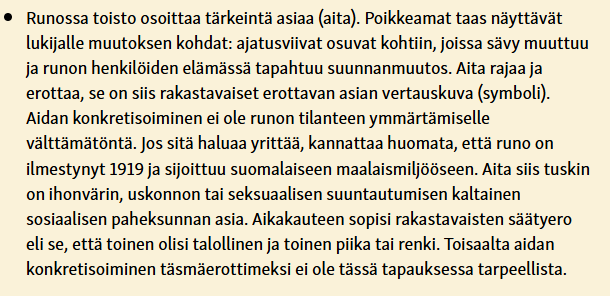 • Runossa toisto osoittaa tärkeintä asiaa (aita). Poikkeamat taas näyttävät
lukijalle muutoksen kohdat: ajatusviivat osuvat kohtiin, joissa sävy muuttuu
ja runon henkilöiden elämässä tapahtuu suunnanmuutos. Aita rajaa ja
erottaa, se on siis rakastavaiset erottavan asian vertauskuva (symboli).
Aidan konkretisoiminen ei ole runon tilanteen ymmärtämiselle
välttämätöntä. Jos sitä haluaa yrittää, kannattaa huomata, että runo on
ilmestynyt 1919 ja sijoittuu suomalaiseen maalaismiljööseen. Aita siis tuskin
on ihonvärin, uskonnon tai seksuaalisen suuntautumisen kaltainen
sosiaalisen paheksunnan asia. Aikakauteen sopisi rakastavaisten säätyero
eli se, että toinen olisi talollinen ja toinen piika tai renki. Toisaalta aidan
konkretisoiminen täsmäerottimeksi ei ole tässä tapauksessa tarpeellista.